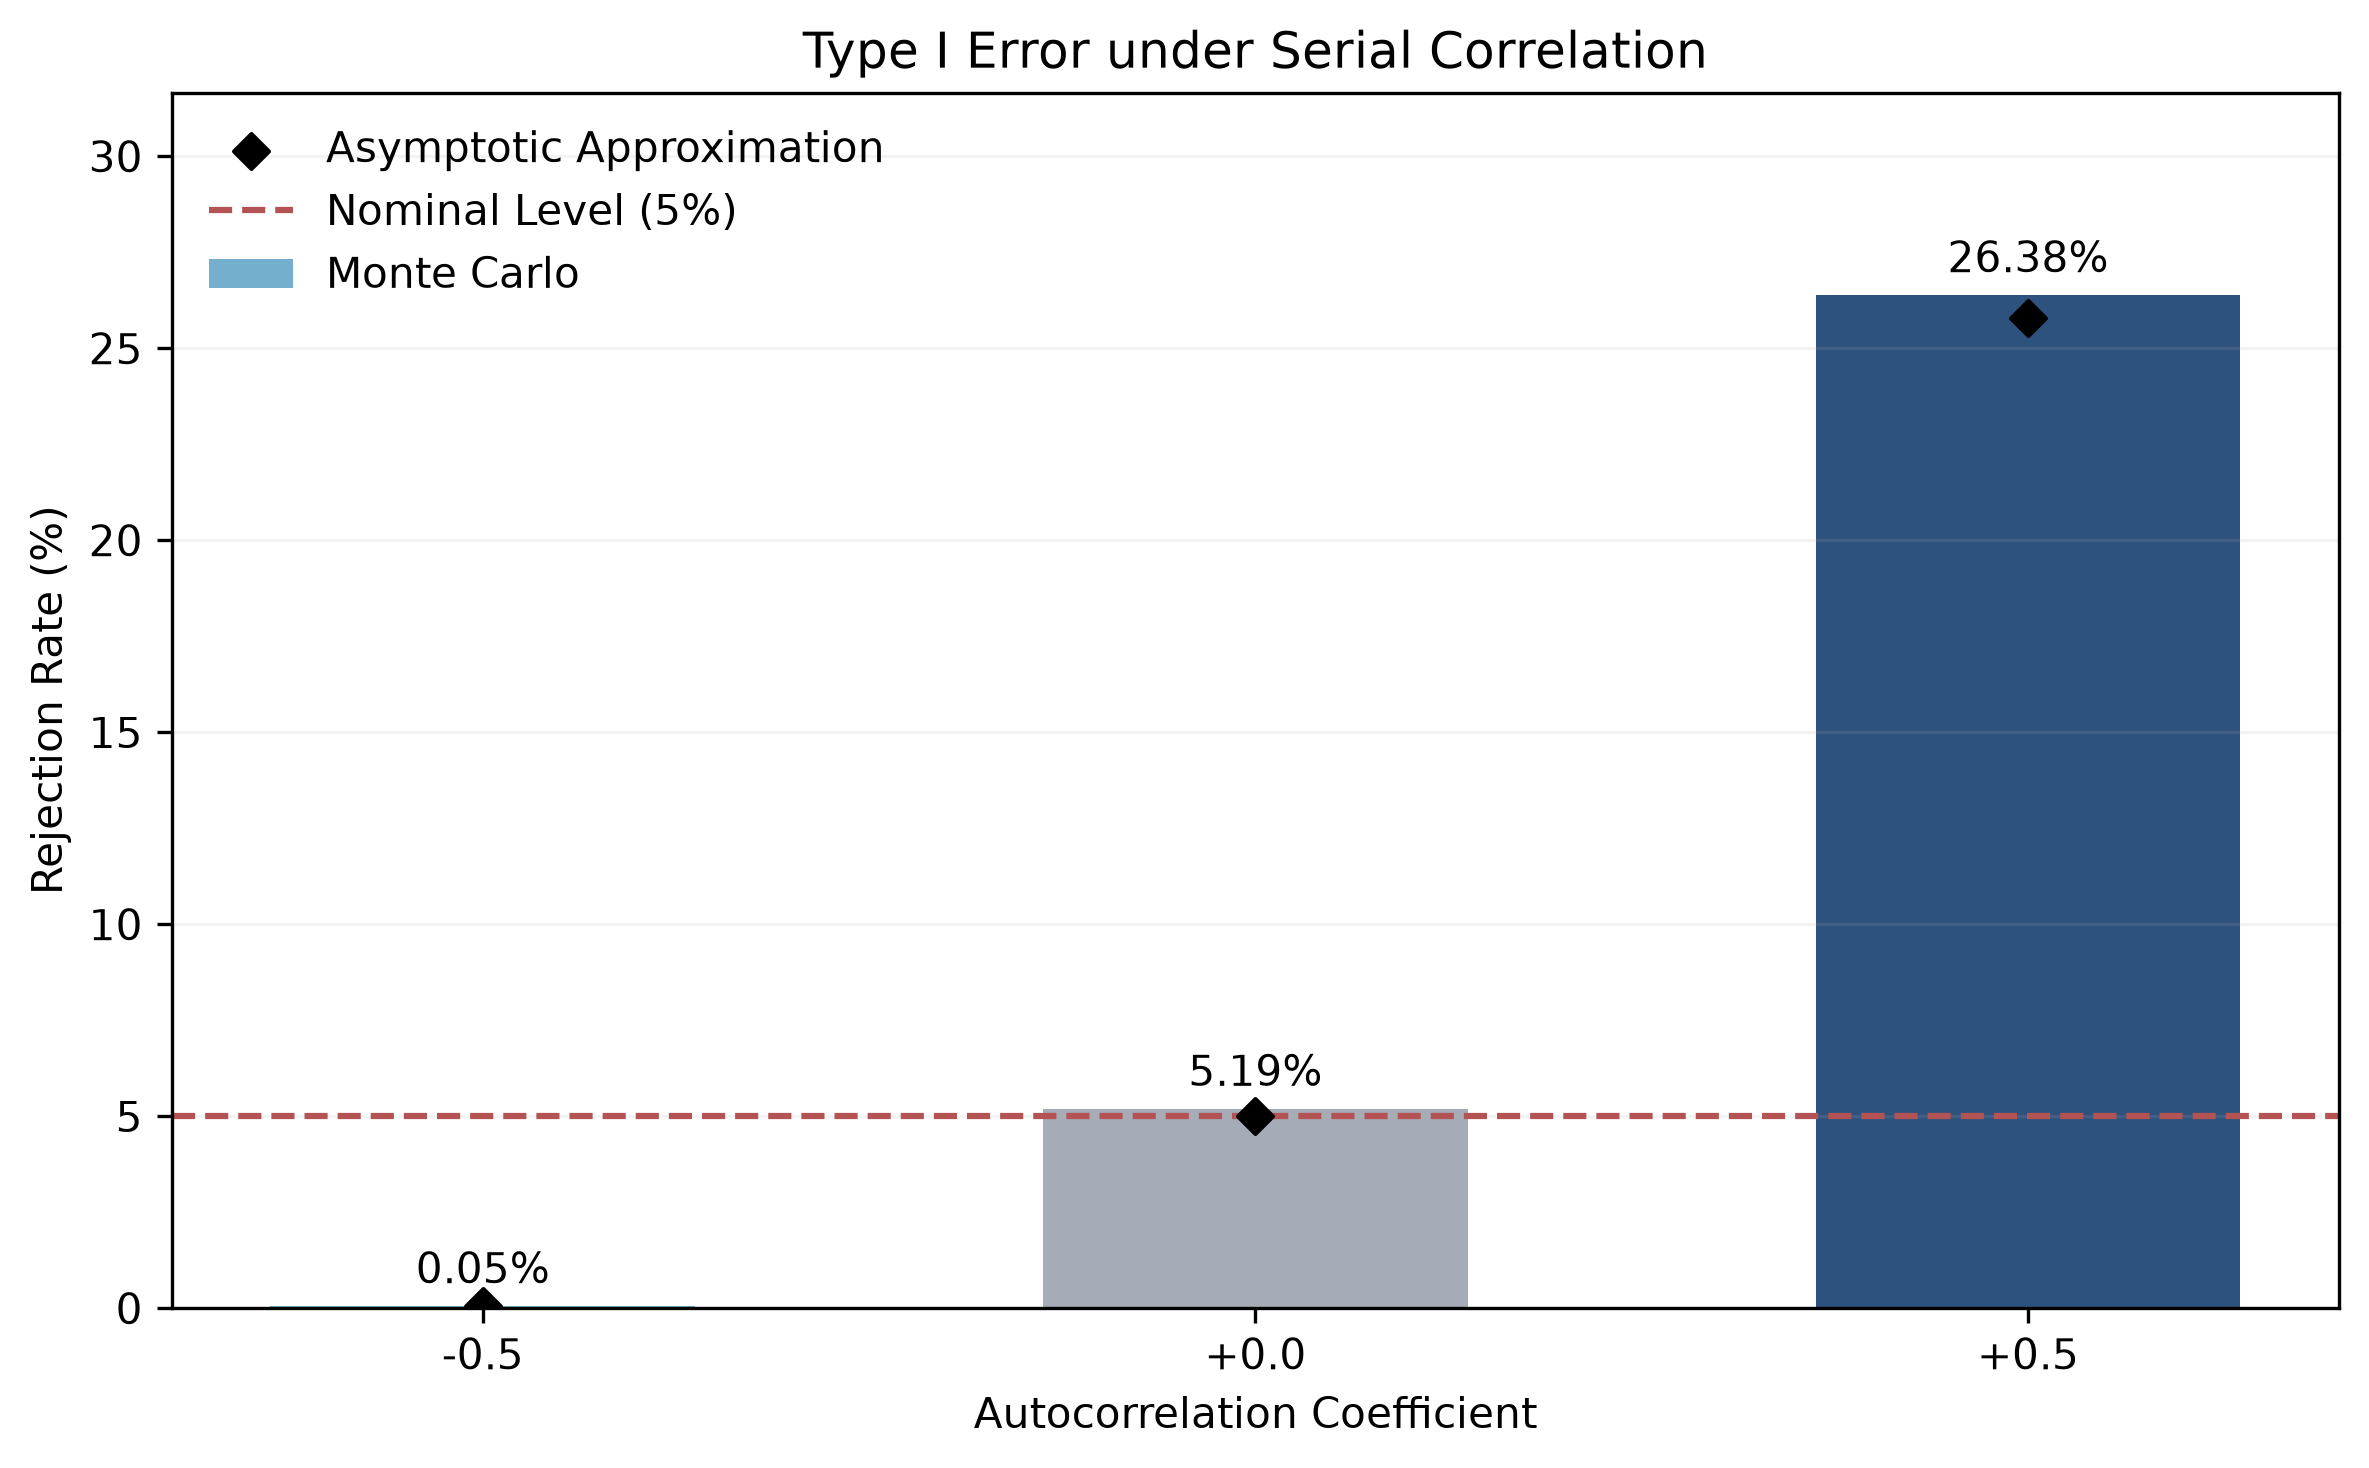 Type I Error under Serial Correlation
Asymptotic Approximation
Nominal Level (5%)
Monte Carlo
Rejection Rate (%)
30
25
20
15
10
5
0
26.38%
5.19%
0.05%
-0.5
+0.0
+0.5
Autocorrelation Coefficient